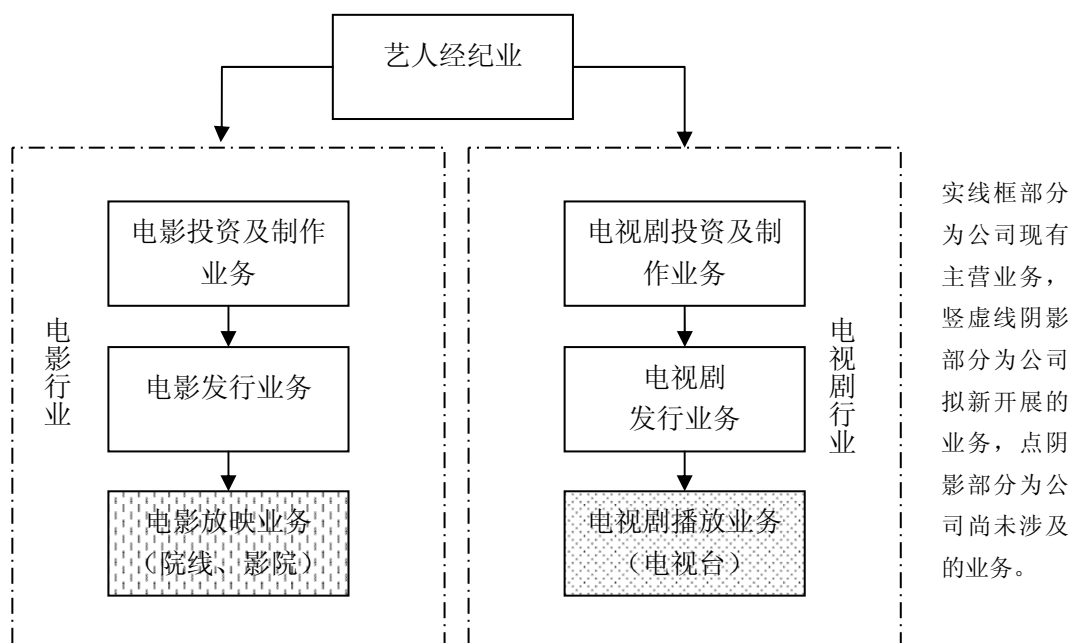 艺人经纪业
电影投资及制作
业务
电影发行业务
电影放映业务
（院线、影院）
电影行业
电视剧投资及制
作业务
电视剧
发行业务
电视剧播放业务
（电视台）
电视剧行业
实线框部分
为公司现有
主营业务，
竖虚线阴影
部分为公司
拟新开展的
业务，点阴
影部分为公
司尚未涉及
的业务。